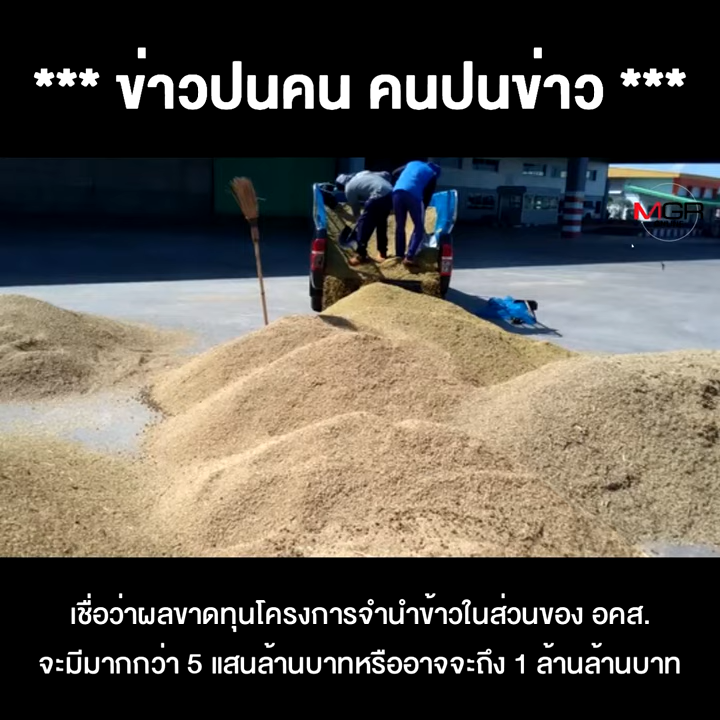 *** ข่าวปนคน คนปนข่าว ***
MGR
เชื่อว่าผลขาดทุนโครงการจำนำข้าวในส่วนของ อคส.
จะมีมากกว่า 5 แสนล้านบาทหรืออาจจะถึง 1 ล้านล้านบาท